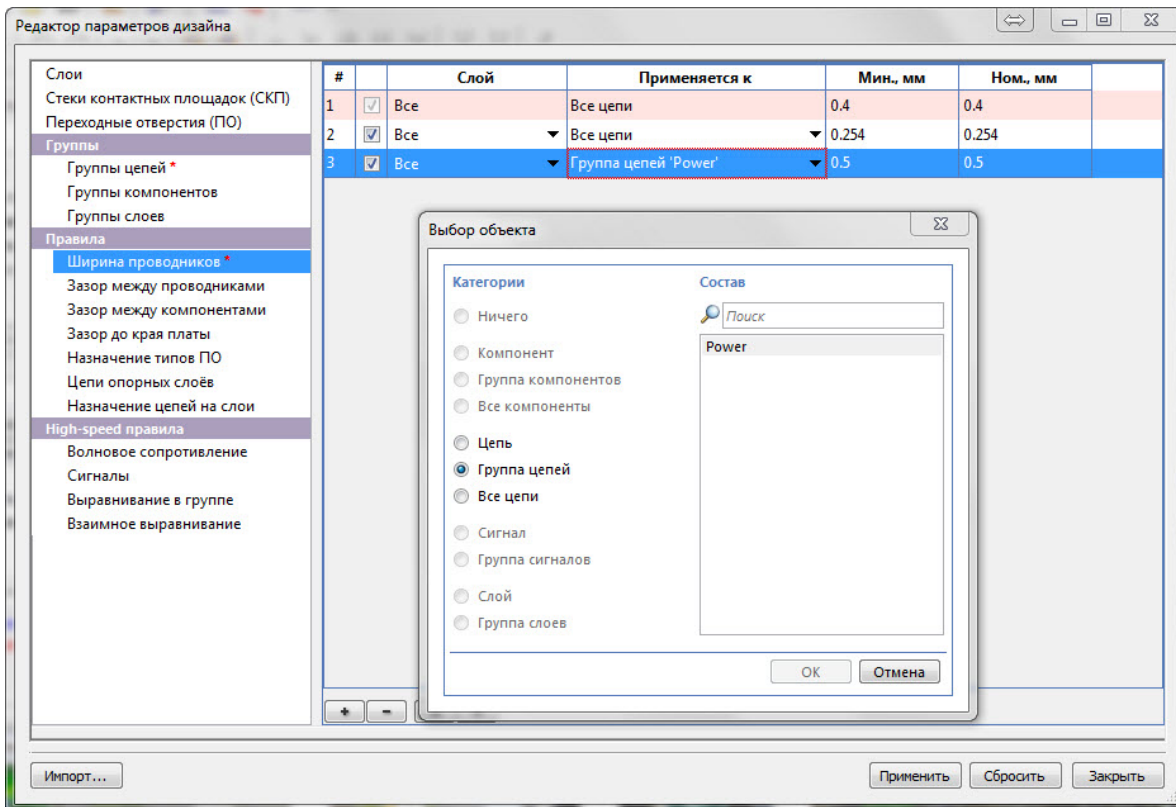 Редактор параметров дизайна
Слои
Стеки контактных площадок (СКП)
Переходные отверстия (ПО)
Группы
Группы цепей *
Группы компонентов
Группы слоев
Правила
Ширина проводников *
Зазор между проводниками
Зазор между компонентами
Зазор до края платы
Назначение типов ПО
Цепи опорных слоёв
Назначение цепей на слои
High-speed правила
Волновое сопротивление
Сигналы
Выравнивание в группе
Взаимное выравнивание
# Слой Применяется к Мин., мм Ном., мм
1 Все Все цепи 0.4 0.4
2 Все Все цепи 0.254 0.254
3 Все Группа цепей 'Power' 0.5 0.5
Выбор объекта
Категории
Ничего
Компонент
Группа компонентов
Все компоненты
Цепь
Группа цепей
Все цепи
Сигнал
Группа сигналов
Слой
Группа слоев
Состав
Поиск
Power
OK Отмена
+ -
Импорт... Применить Сбросить Закрыть